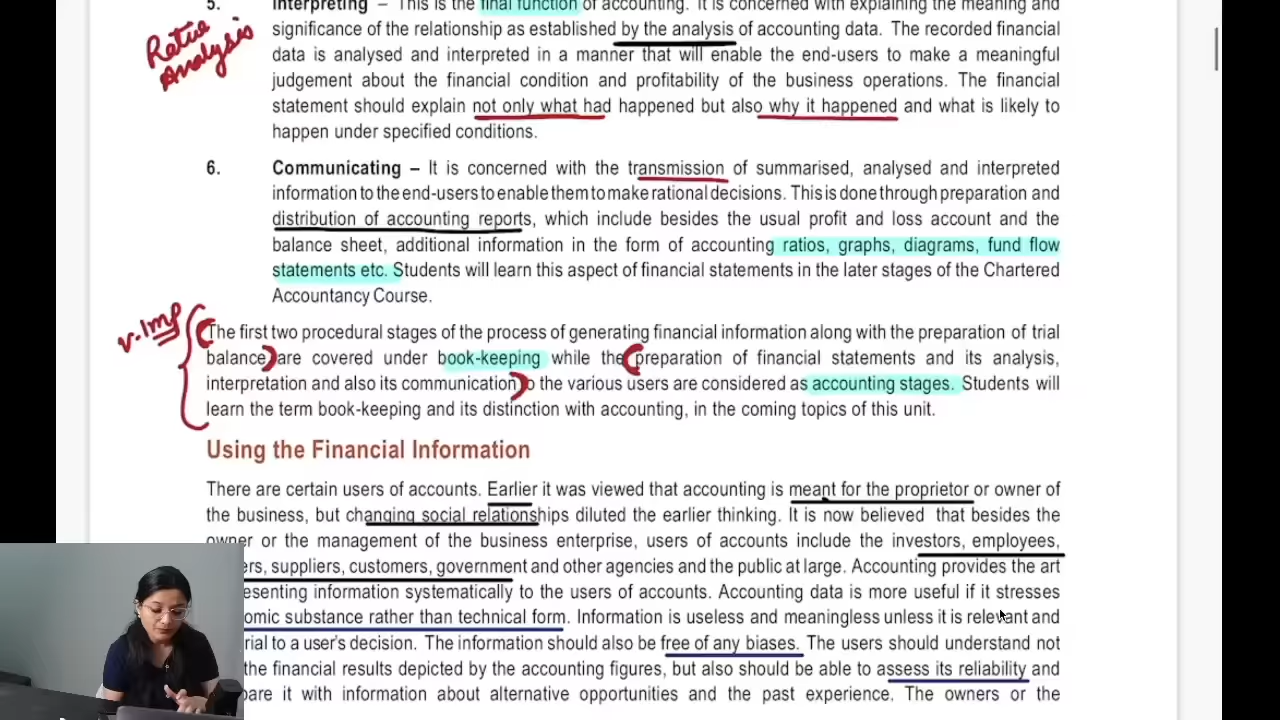 5. Interpreting – This is the final function of accounting. It is concerned with explaining the meaning and
Ratio
Analysis
significance of the relationship as established by the analysis of accounting data. The recorded financial
data is analysed and interpreted in a manner that will enable the end-users to make a meaningful
judgement about the financial condition and profitability of the business operations. The financial
statement should explain not only what had happened but also why it happened and what is likely to
happen under specified conditions.
6. Communicating – It is concerned with the transmission of summarised, analysed and interpreted
information to the end-users to enable them to make rational decisions. This is done through preparation and
distribution of accounting reports, which include besides the usual profit and loss account and the
balance sheet, additional information in the form of accounting ratios, graphs, diagrams, fund flow
statements etc. Students will learn this aspect of financial statements in the later stages of the Chartered
Accountancy Course.
v.Imp
The first two procedural stages of the process of generating financial information along with the preparation of trial
balance are covered under book-keeping while the preparation of financial statements and its analysis,
interpretation and also its communication to the various users are considered as accounting stages. Students will
learn the term book-keeping and its distinction with accounting, in the coming topics of this unit.
Using the Financial Information
There are certain users of accounts. Earlier it was viewed that accounting is meant for the proprietor or owner of
the business, but changing social relationships diluted the earlier thinking. It is now believed that besides the
owner or the management of the business enterprise, users of accounts include the investors, employees,
suppliers, customers, government and other agencies and the public at large. Accounting provides the art
information systematically to the users of accounts. Accounting data is more useful if it stresses
substance rather than technical form. Information is useless and meaningless unless it is relevant and
to a user's decision. The information should also be free of any biases. The users should understand not
the financial results depicted by the accounting figures, but also should be able to assess its reliability and
it with information about alternative opportunities and the past experience. The owners or the